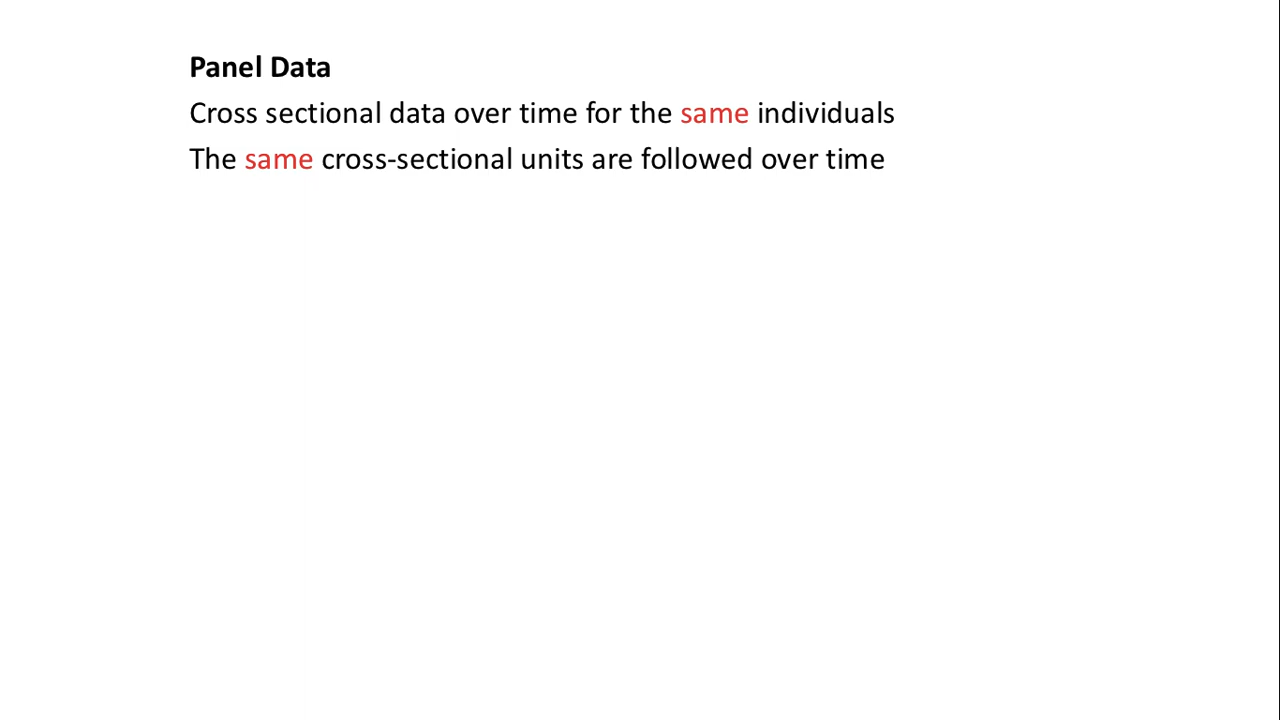 Panel Data
Cross sectional data over time for the same individuals
The same cross-sectional units are followed over time